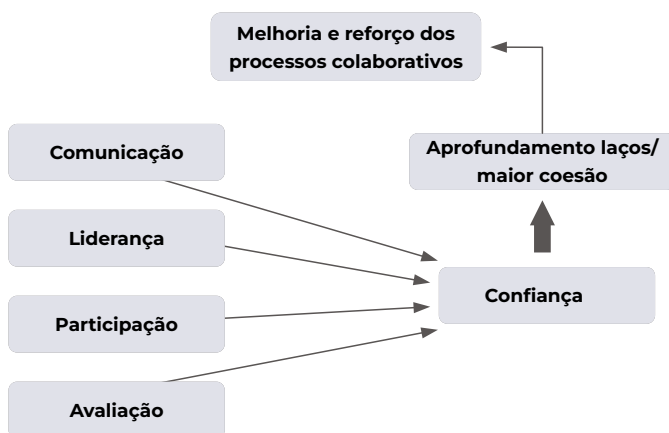 Melhoria e reforço dos
processos colaborativos
Aprofundamento laços/
maior coesão
Comunicação
Liderança
Participação
Avaliação
Confiança